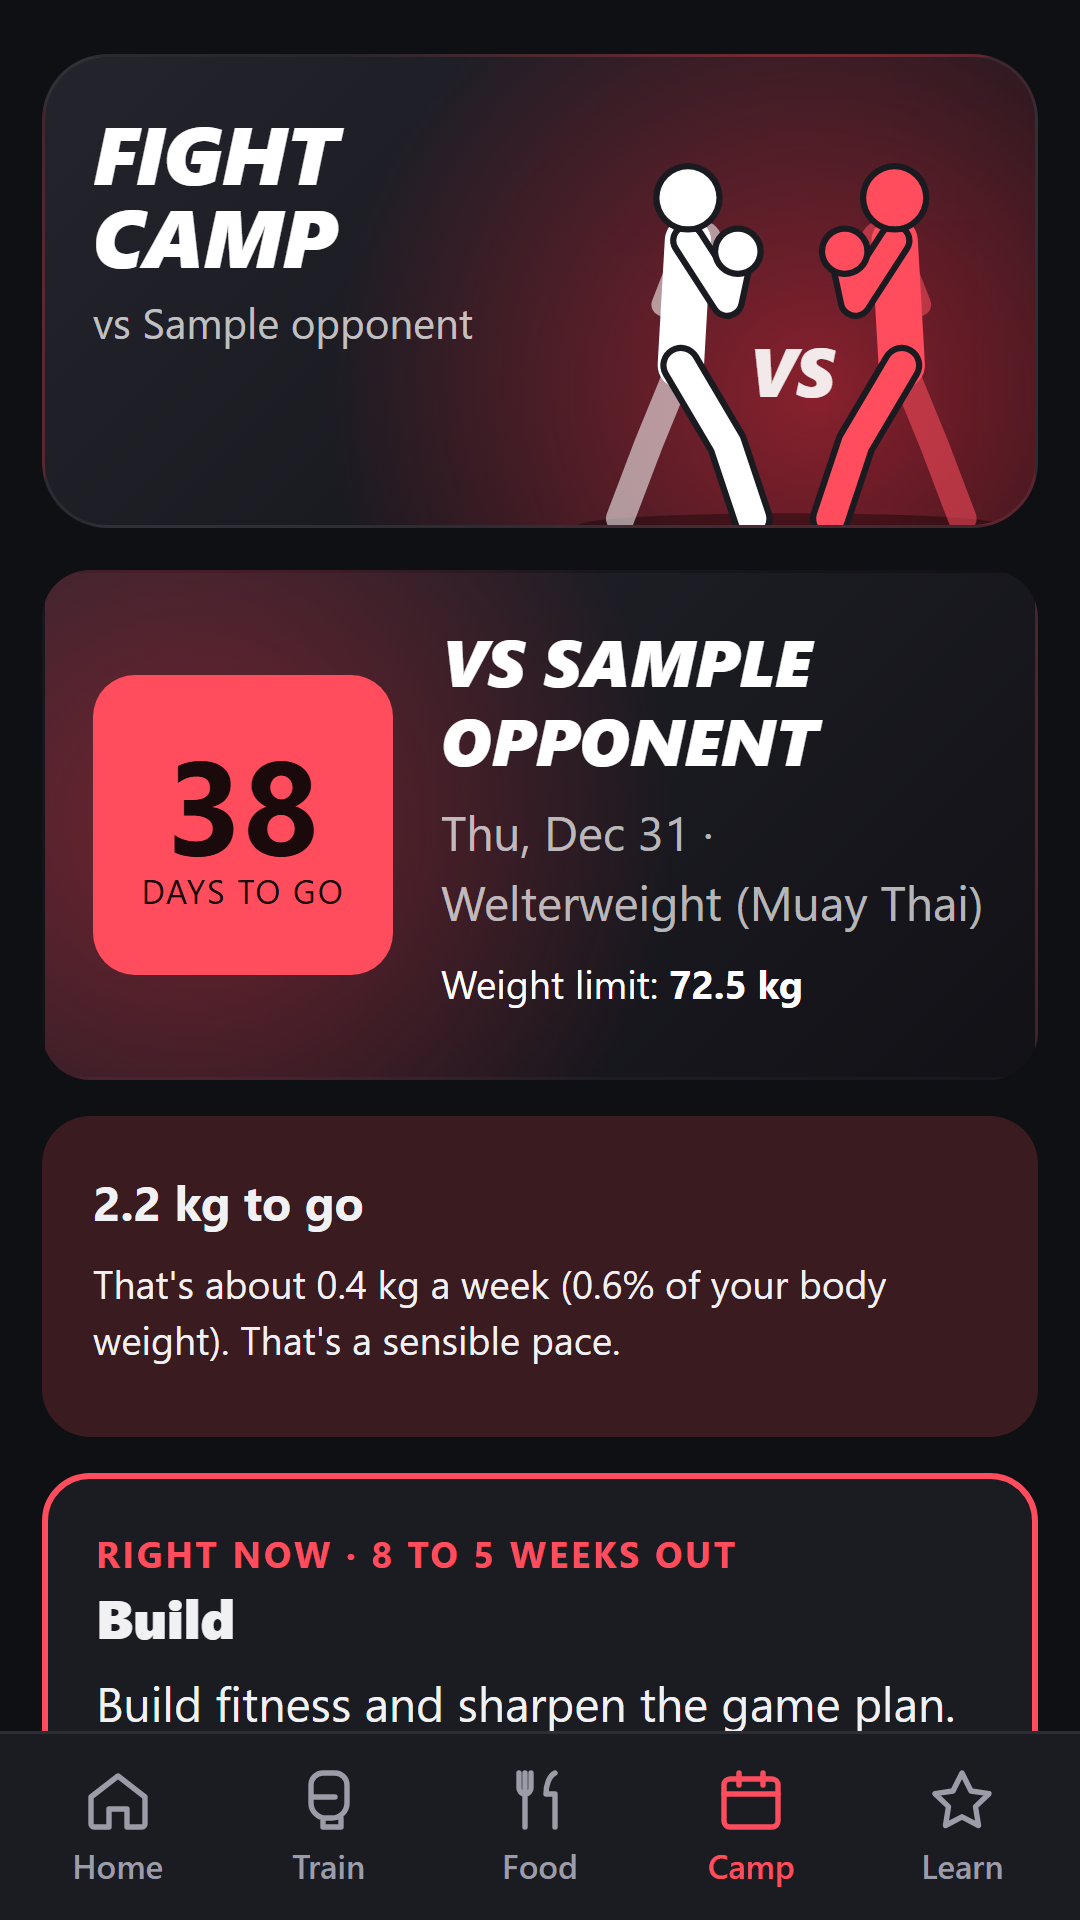 FIGHT
CAMP
vs Sample opponent
VS
VS SAMPLE
OPPONENT
38
DAYS TO GO
Thu, Dec 31 ·
Welterweight (Muay Thai)
Weight limit: 72.5 kg
2.2 kg to go
That's about 0.4 kg a week (0.6% of your body
weight). That's a sensible pace.
RIGHT NOW · 8 TO 5 WEEKS OUT
Build
Build fitness and sharpen the game plan.
Home
Train
Food
Camp
Learn